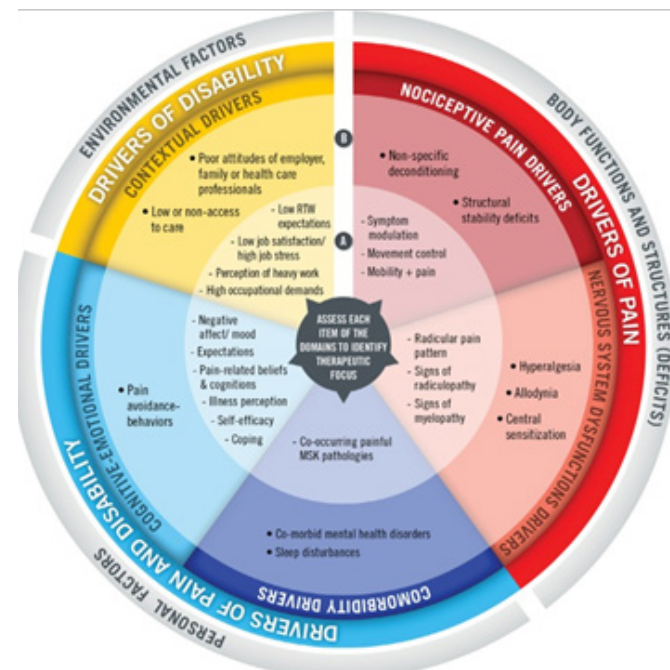 ENVIRONMENTAL FACTORS
DRIVERS OF DISABILITY
CONTEXTUAL DRIVERS
• Poor attitudes of employer,
family or health care
professionals
• Low or non-access
to care
- Low RTW
expectations
- Low job satisfaction/
high job stress
- Perception of heavy work
- High occupational demands
B
A
BODY FUNCTIONS AND STRUCTURES (DEFICITS)
DRIVERS OF PAIN
NOCICEPTIVE PAIN DRIVERS
• Non-specific
deconditioning
• Structural
stability deficits
- Symptom
modulation
- Movement control
- Mobility + pain
NERVOUS SYSTEM DYSFUNCTIONS DRIVERS
- Radicular pain
pattern
- Signs of
radiculopathy
- Signs of
myelopathy
• Hyperalgesia
• Allodynia
• Central
sensitization
ASSESS EACH
ITEM OF THE
DOMAINS TO IDENTIFY
THERAPEUTIC
FOCUS
PERSONAL FACTORS
DRIVERS OF PAIN AND DISABILITY
COGNITIVE-EMOTIONAL DRIVERS
- Negative
affect/ mood
- Expectations
- Pain-related beliefs
& cognitions
- Illness perception
- Self-efficacy
- Coping
• Pain
avoidance-
behaviors
- Co-occurring painful
MSK pathologies
• Co-morbid mental health disorders
• Sleep disturbances
COMORBIDITY DRIVERS